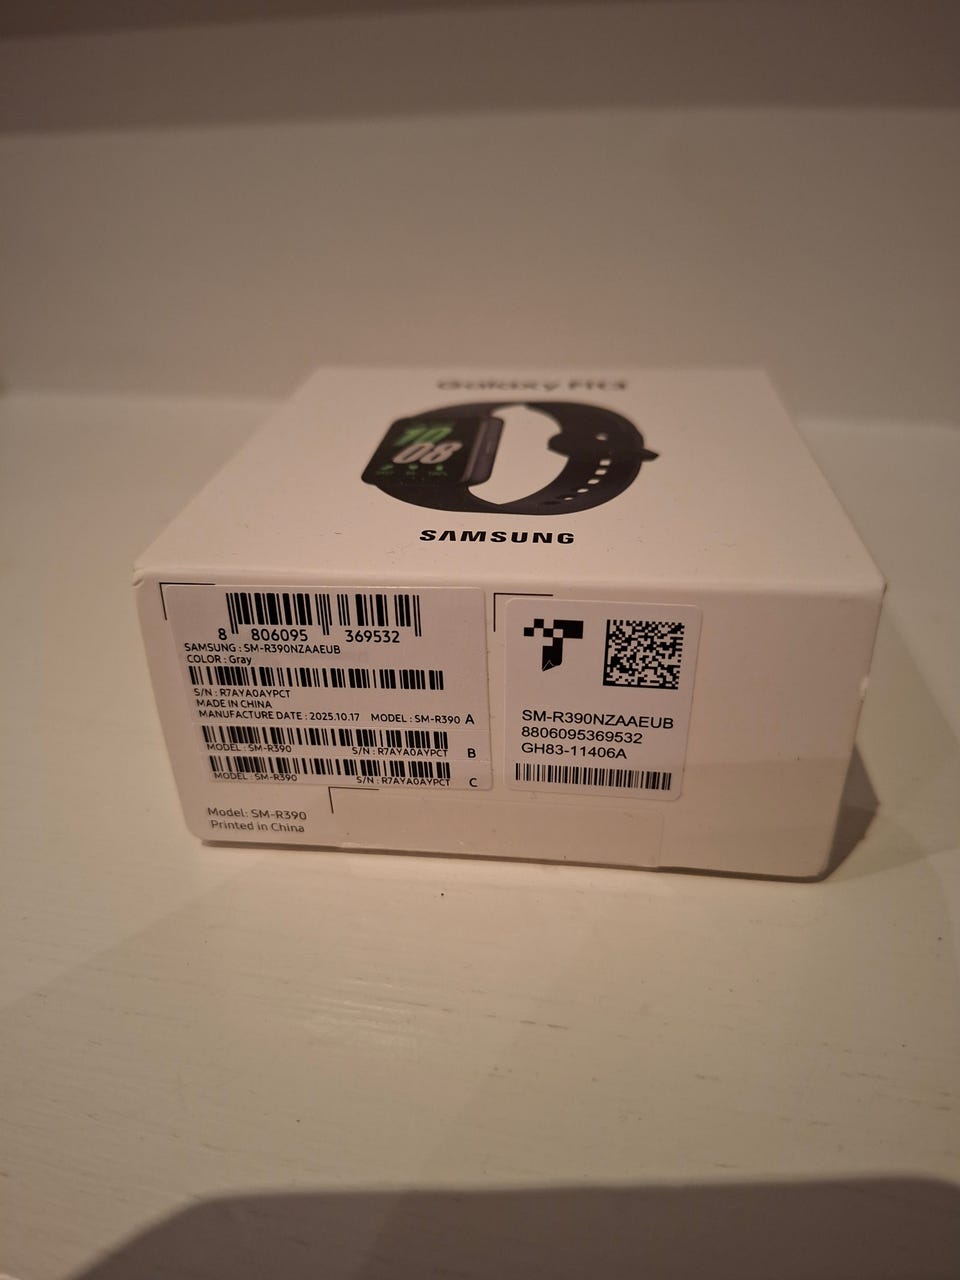 Galaxy Fit3
10
08
SAMSUNG
8 806095 369532
SAMSUNG : SM-R390NZAAEUB
COLOR : Gray
S/N : R7AYA0AYPCT
MADE IN CHINA
MANUFACTURE DATE : 2025.10.17 MODEL : SM-R390 A
MODEL : SM-R390 S/N : R7AYA0AYPCT B
MODEL : SM-R390 S/N : R7AYA0AYPCT C
Model: SM-R390
Printed in China
SM-R390NZAAEUB
8806095369532
GH83-11406A